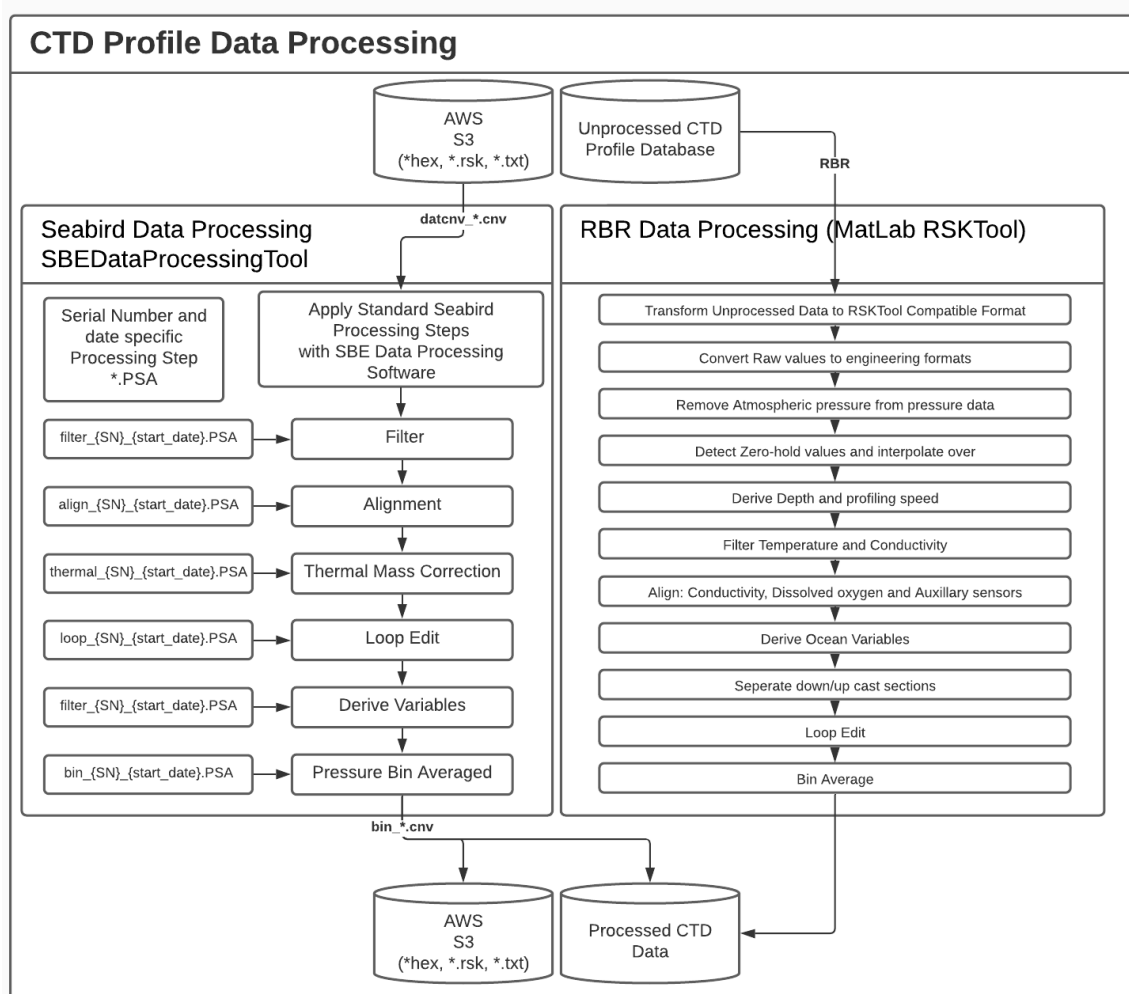 CTD Profile Data Processing
AWS
S3
(*hex, *.rsk, *.txt)
Unprocessed CTD
Profile Database
RBR
datcnv_*.cnv
Seabird Data Processing
SBEDataProcessingTool
Serial Number and
date specific
Processing Step
*.PSA
Apply Standard Seabird
Processing Steps
with SBE Data Processing
Software
filter_{SN}_{start_date}.PSA
Filter
align_{SN}_{start_date}.PSA
Alignment
thermal_{SN}_{start_date}.PSA
Thermal Mass Correction
loop_{SN}_{start_date}.PSA
Loop Edit
filter_{SN}_{start_date}.PSA
Derive Variables
bin_{SN}_{start_date}.PSA
Pressure Bin Averaged
RBR Data Processing (MatLab RSKTool)
Transform Unprocessed Data to RSKTool Compatible Format
Convert Raw values to engineering formats
Remove Atmospheric pressure from pressure data
Detect Zero-hold values and interpolate over
Derive Depth and profiling speed
Filter Temperature and Conductivity
Align: Conductivity, Dissolved oxygen and Auxillary sensors
Derive Ocean Variables
Seperate down/up cast sections
Loop Edit
Bin Average
bin_*.cnv
AWS
S3
(*hex, *.rsk, *.txt)
Processed CTD
Data